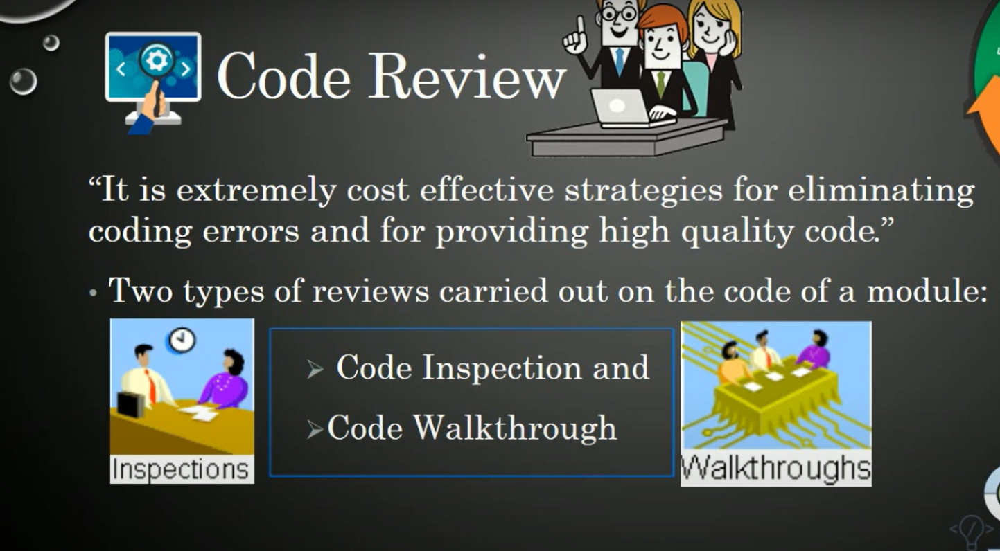 Code Review
“It is extremely cost effective strategies for eliminating
coding errors and for providing high quality code.”
• Two types of reviews carried out on the code of a module:
➢ Code Inspection and
➢Code Walkthrough
Inspections
Walkthroughs